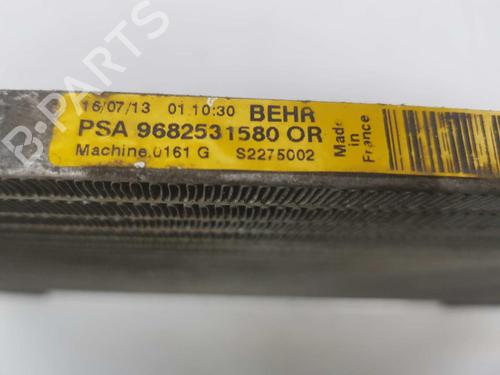 16/07/13 01.10:30 BEHR
PSA 9682531580 OR
Machine.0161 G S2275002
Made
in
France
B-PARTS